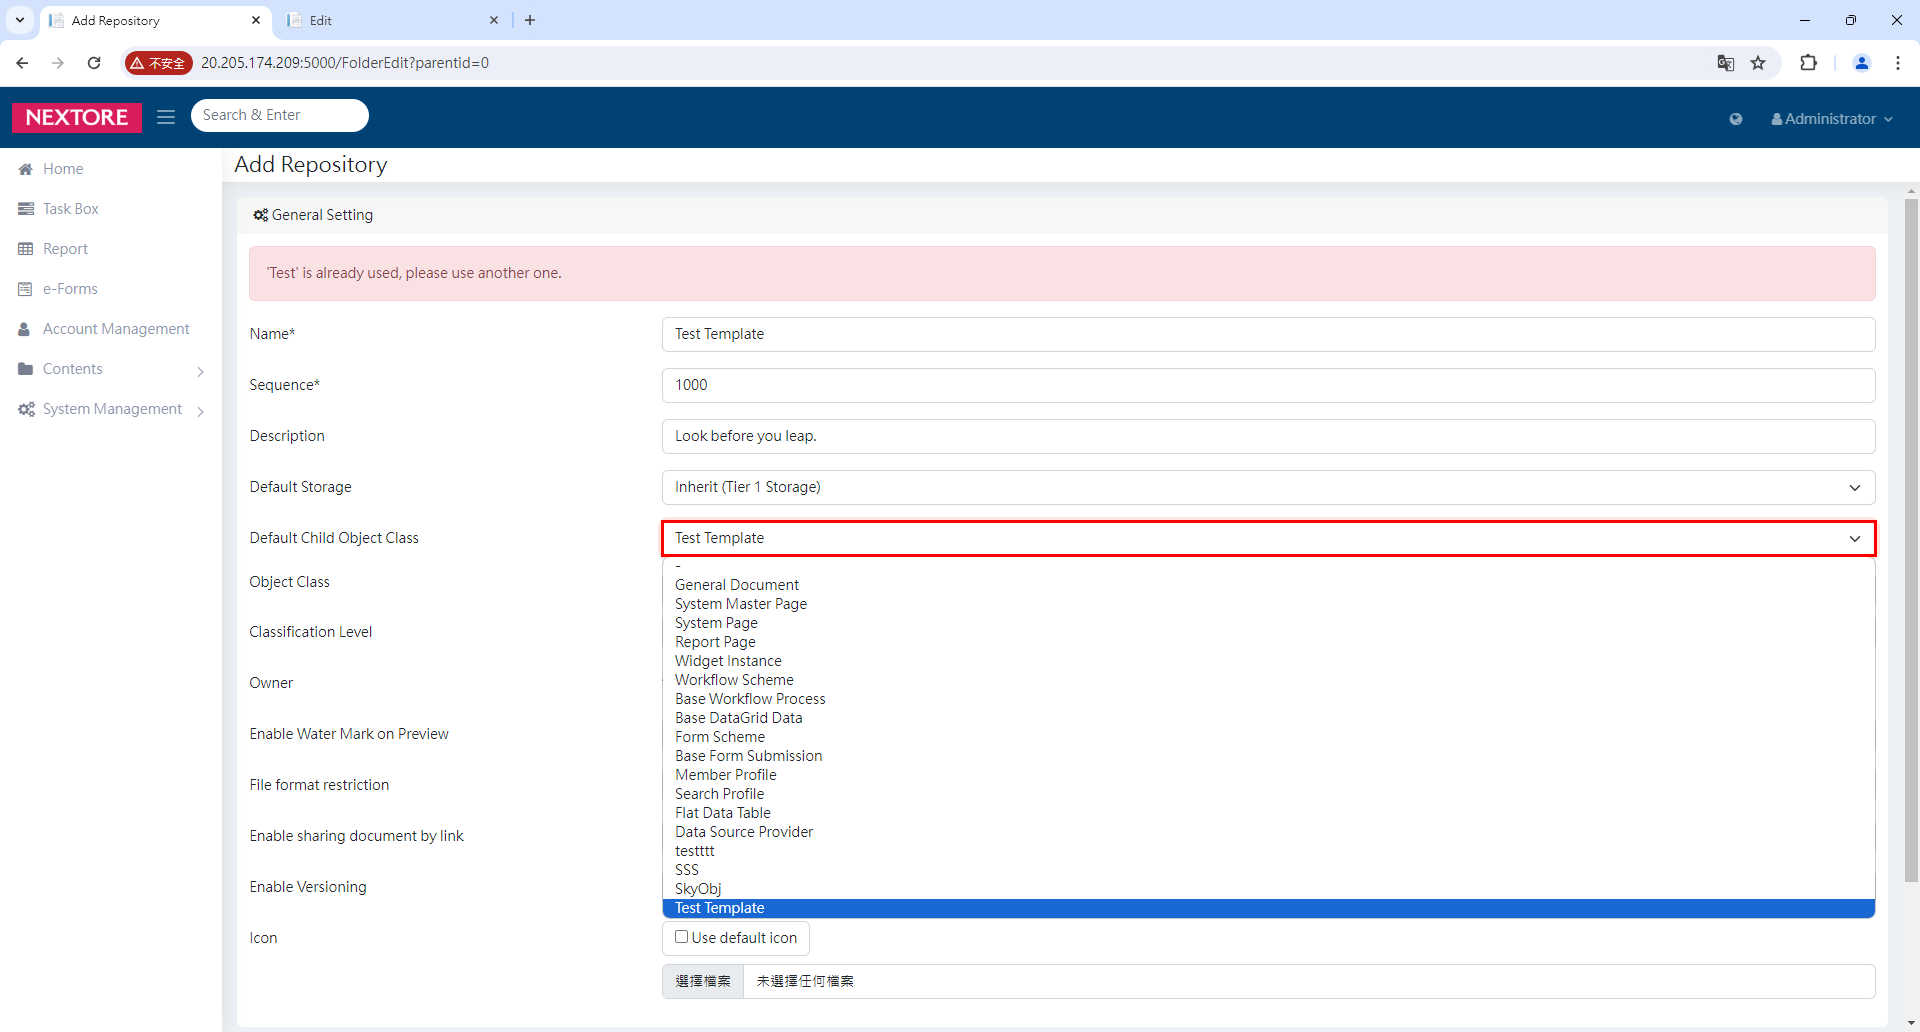 Add Repository
Edit
不安全
20.205.174.209:5000/FolderEdit?parentid=0
NEXTORE
Search & Enter
Administrator
Home
Task Box
Report
e-Forms
Account Management
Contents
System Management
Add Repository
General Setting
'Test' is already used, please use another one.
Name*
Test Template
Sequence*
1000
Description
Look before you leap.
Default Storage
Inherit (Tier 1 Storage)
Default Child Object Class
Test Template
-
General Document
System Master Page
System Page
Report Page
Widget Instance
Workflow Scheme
Base Workflow Process
Base DataGrid Data
Form Scheme
Base Form Submission
Member Profile
Search Profile
Flat Data Table
Data Source Provider
testttt
SSS
SkyObj
Test Template
Object Class
Classification Level
Owner
Enable Water Mark on Preview
File format restriction
Enable sharing document by link
Enable Versioning
Icon
Use default icon
選擇檔案
未選擇任何檔案